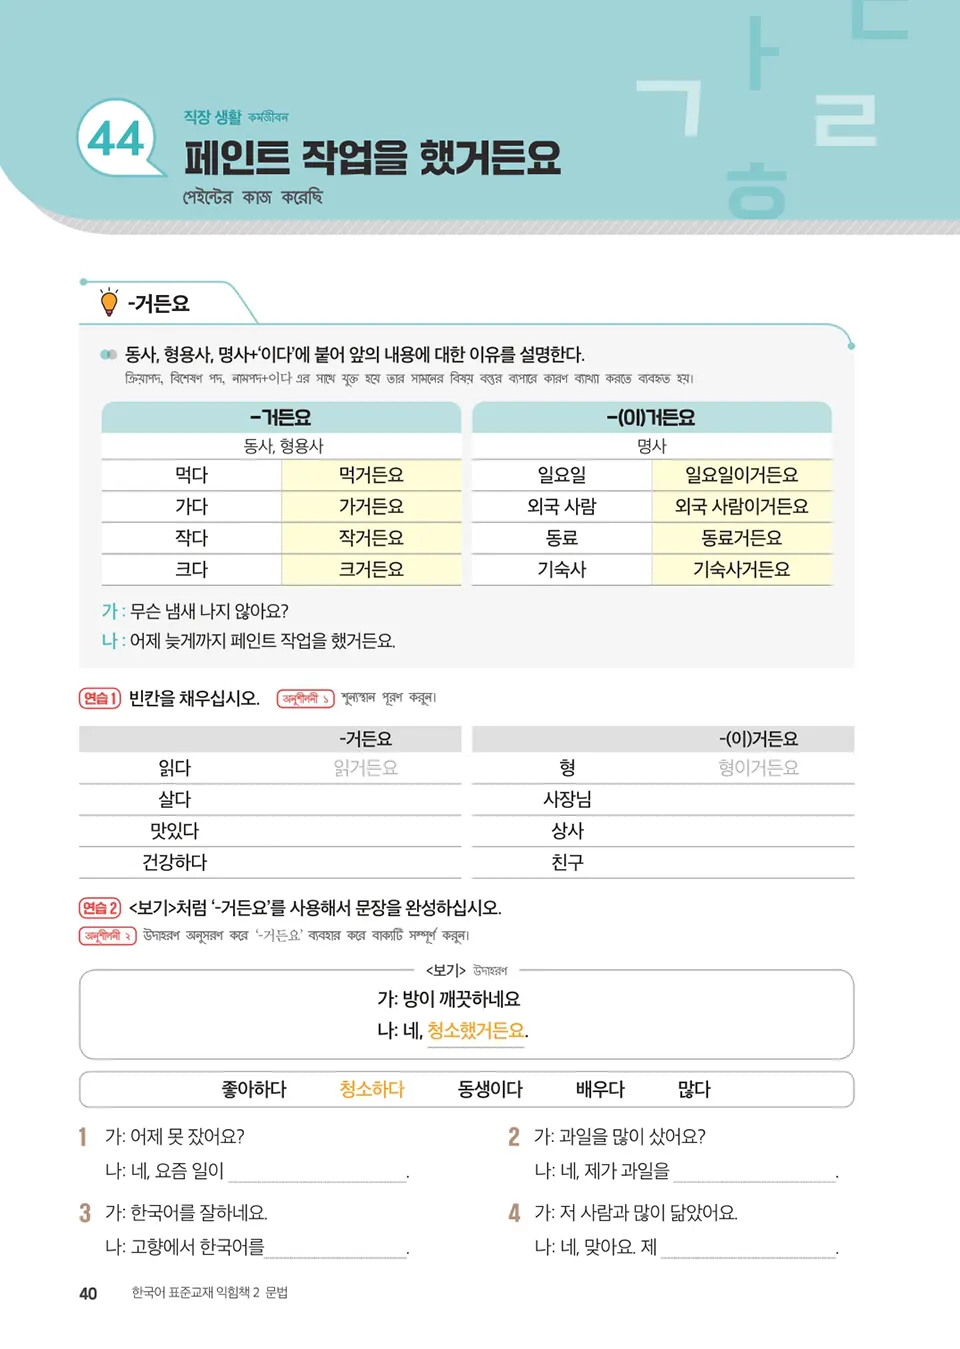 ㅏ
ㄷ
ㄱ
ㄹ
ㅎ
44
직장 생활 কর্মজীবন
페인트 작업을 했거든요
পেইন্টের কাজ করেছি
-거든요
동사, 형용사, 명사+‘이다’에 붙어 앞의 내용에 대한 이유를 설명한다.
ক্রিয়াপদ, বিশেষণ পদ, নামপদ+이다 এর সাথে যুক্ত হয়ে তার সামনের বিষয় বস্তুর ব্যাপারে কারণ ব্যাখ্যা করতে ব্যবহৃত হয়।
-거든요 -(이)거든요
동사, 형용사 명사
먹다 먹거든요 일요일 일요일이거든요
가다 가거든요 외국 사람 외국 사람이거든요
작다 작거든요 동료 동료거든요
크다 크거든요 기숙사 기숙사거든요
가 : 무슨 냄새 나지 않아요?
나 : 어제 늦게까지 페인트 작업을 했거든요.
연습 1 빈칸을 채우십시오. অনুশীলনী ১ শূন্যস্থান পূরণ করুন।
-거든요 -(이)거든요
읽다 읽거든요 형 형이거든요
살다 사장님
맛있다 상사
건강하다 친구
연습 2 <보기>처럼 ‘-거든요’를 사용해서 문장을 완성하십시오.
অনুশীলনী ২ উদাহরণ অনুসরণ করে ‘-거든요’ ব্যবহার করে বাক্যটি সম্পূর্ণ করুন।
<보기> উদাহরণ
가: 방이 깨끗하네요
나: 네, 청소했거든요.
좋아하다 청소하다 동생이다 배우다 많다
1 가: 어제 못 잤어요? 2 가: 과일을 많이 샀어요?
나: 네, 요즘 일이 . 나: 네, 제가 과일을 .
3 가: 한국어를 잘하네요. 4 가: 저 사람과 많이 닮았어요.
나: 고향에서 한국어를 . 나: 네, 맞아요. 제 .
40 한국어 표준교재 익힘책 2 문법